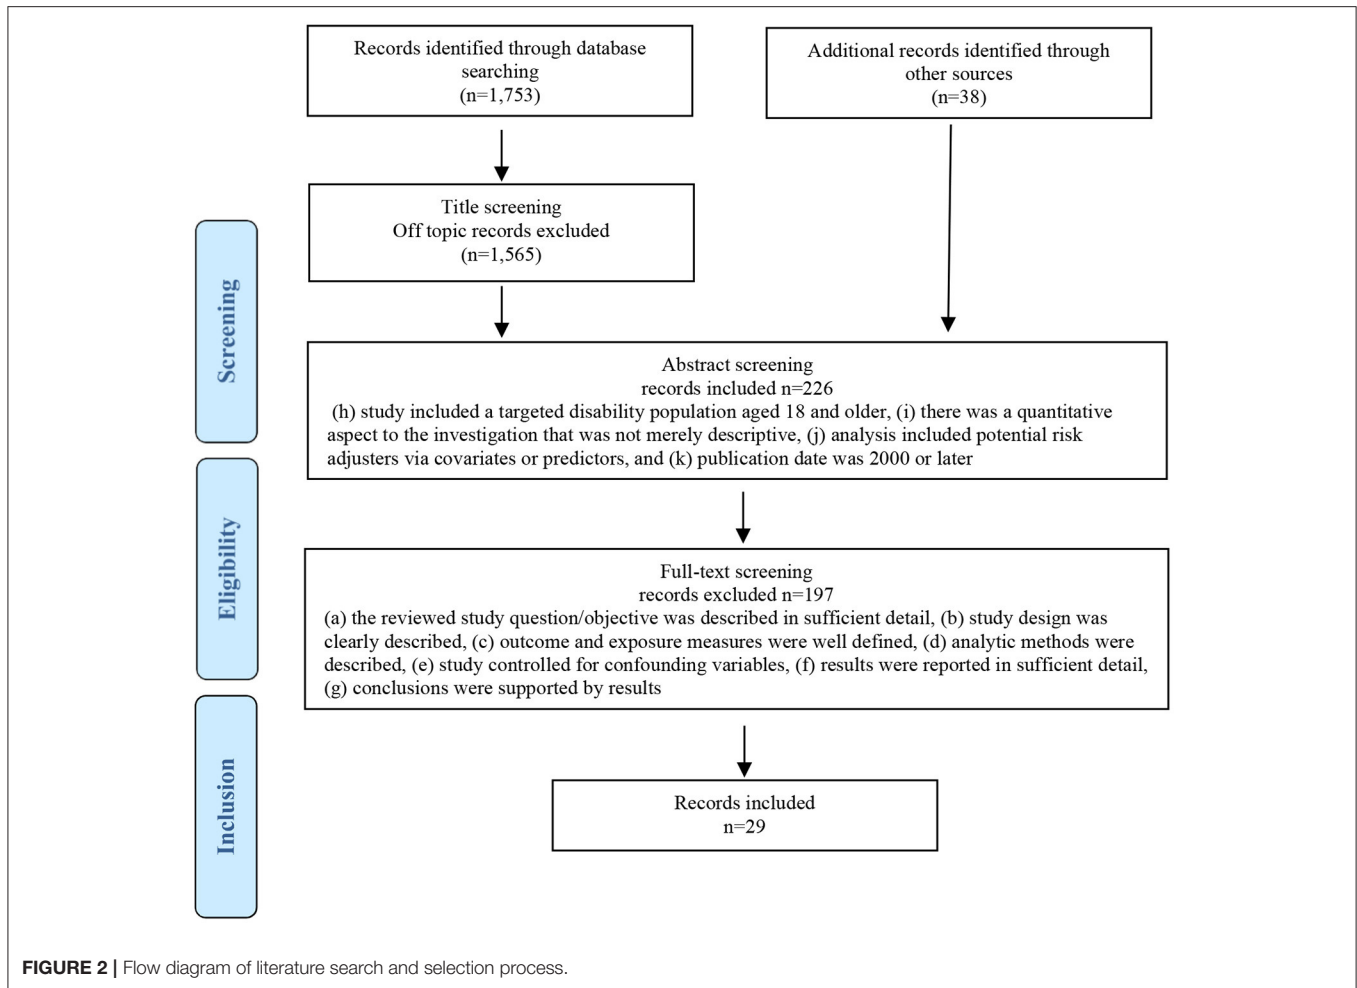 Records identified through database
searching
(n=1,753)
Additional records identified through
other sources
(n=38)
Title screening
Off topic records excluded
(n=1,565)
Screening
Abstract screening
records included n=226
(h) study included a targeted disability population aged 18 and older, (i) there was a quantitative
aspect to the investigation that was not merely descriptive, (j) analysis included potential risk
adjusters via covariates or predictors, and (k) publication date was 2000 or later
Eligibility
Full-text screening
records excluded n=197
(a) the reviewed study question/objective was described in sufficient detail, (b) study design was
clearly described, (c) outcome and exposure measures were well defined, (d) analytic methods were
described, (e) study controlled for confounding variables, (f) results were reported in sufficient detail,
(g) conclusions were supported by results
Inclusion
Records included
n=29
FIGURE 2 | Flow diagram of literature search and selection process.